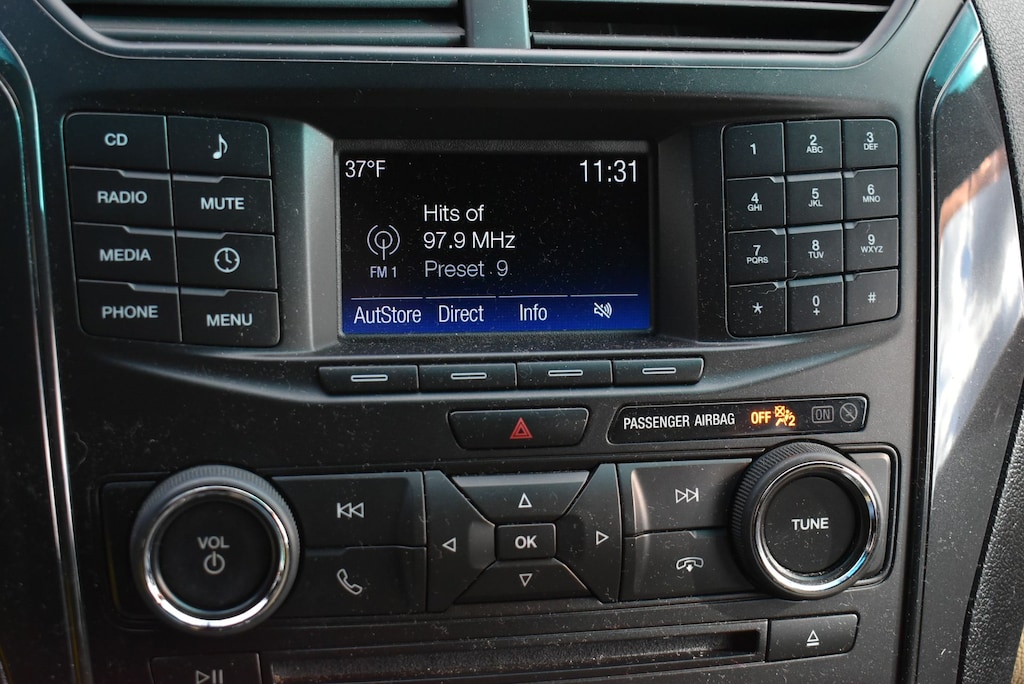 CD
RADIO
MUTE
MEDIA
PHONE
MENU
37°F
11:31
Hits of
97.9 MHz
FM 1
Preset 9
AutoStore Direct Info
1
2 ABC
3 DEF
4 GHI
5 JKL
6 MNO
7 PQRS
8 TUV
9 WXYZ
*
0 +
#
PASSENGER AIRBAG OFF 2 ON
VOL
OK
TUNE